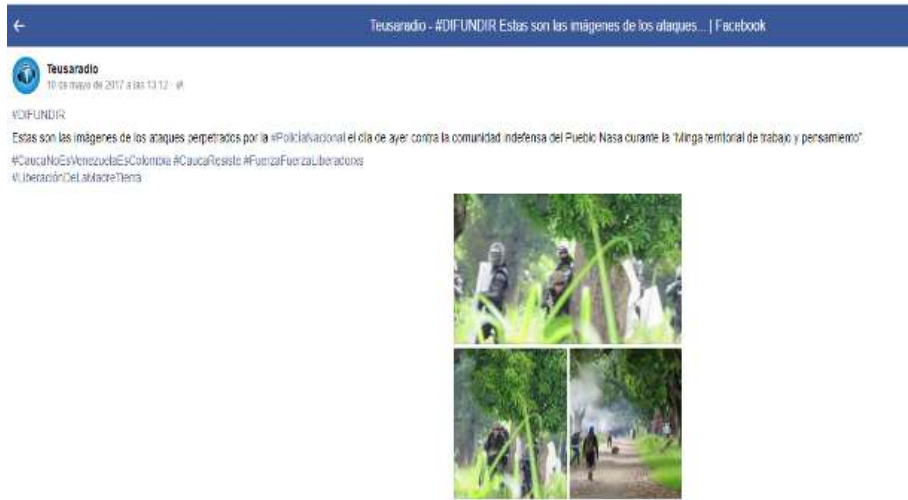 Teusaradio - #DIFUNDIR Estas son las imágenes de los ataques... | Facebook
Teusaradio
10 de mayo de 2017 a las 13:12 ·
#DIFUNDIR
Estas son las imágenes de los ataques perpetrados por la #PolicíaNacional el día de ayer contra la comunidad indefensa del Pueblo Nasa durante la "Minga territorial de trabajo y pensamiento"
#CaucaNoEsVenezuelaEsColombia #CaucaResiste #FuerzaFuerzaLiberadorxs
#LiberaciónDeLaMadreTierra